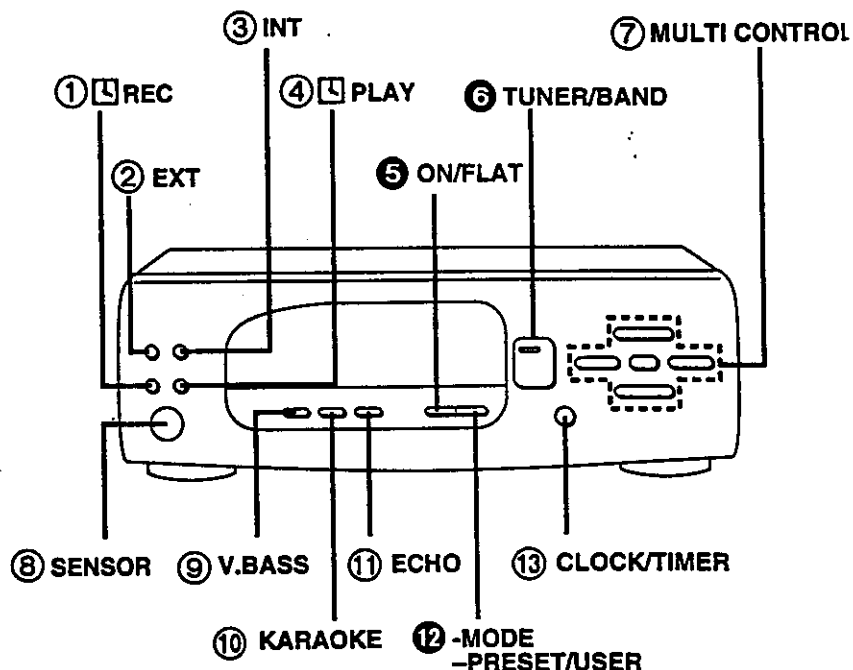 ③ INT
⑦ MULTI CONTROL
① REC
④ PLAY
❻ TUNER/BAND
② EXT
❺ ON/FLAT
⑧ SENSOR
⑨ V.BASS
⑪ ECHO
⑬ CLOCK/TIMER
⑩ KARAOKE
⓬ -MODE
–PRESET/USER